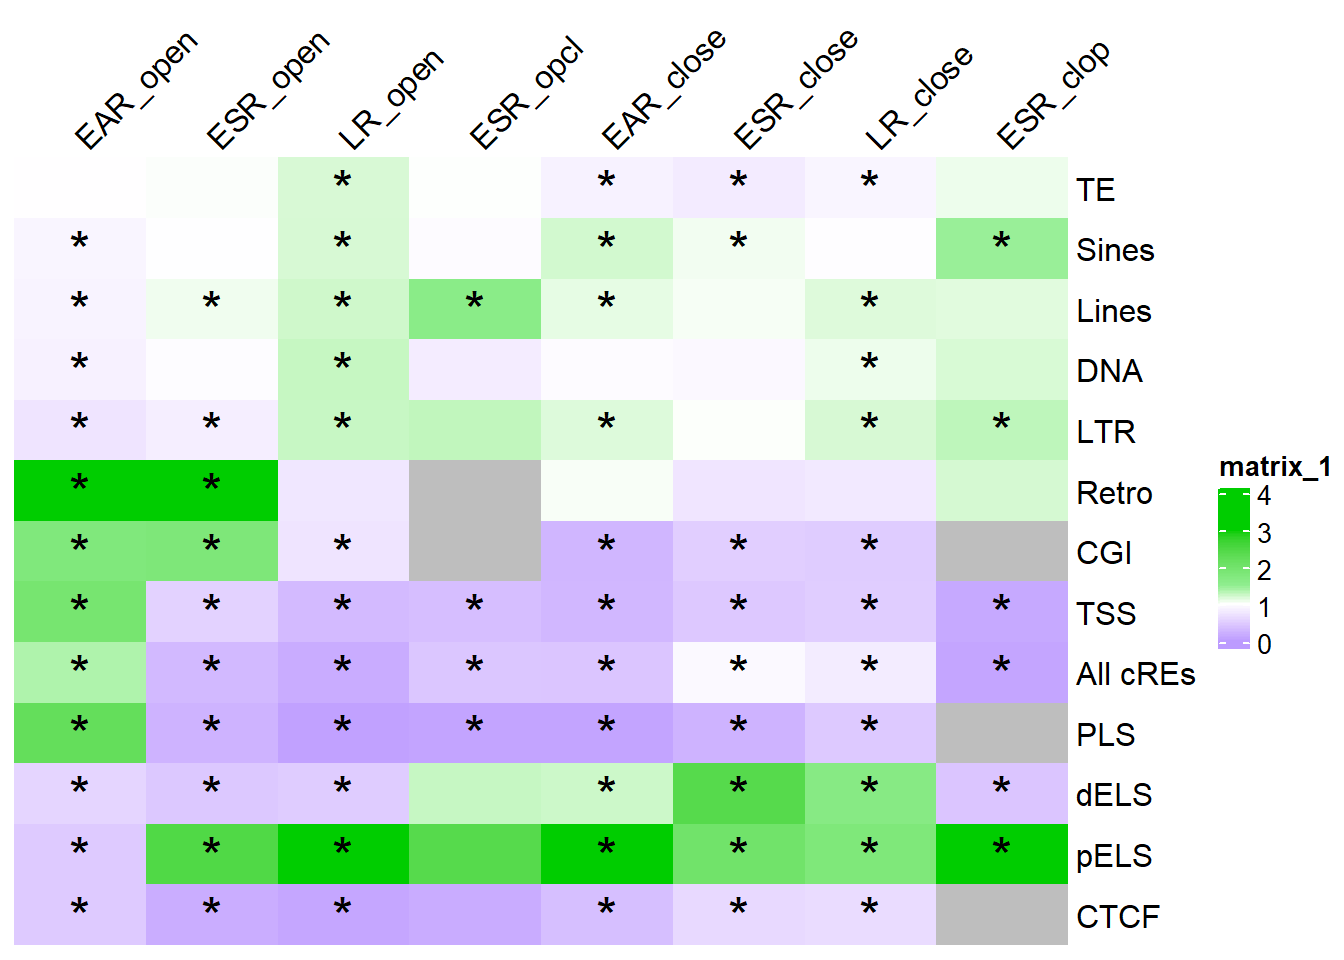 EAR_open
ESR_open
LR_open
ESR_opcl
EAR_close
ESR_close
LR_close
ESR_clop
* * * * TE
* * * * * Sines
* * * * * * Lines
* * * DNA
* * * * * * LTR
* * Retro
* * * * * * CGI
* * * * * * * * TSS
* * * * * * * * All cREs
* * * * * * * PLS
* * * * * * * dELS
* * * * * * * pELS
* * * * * * CTCF
matrix_1
4
3
2
1
0